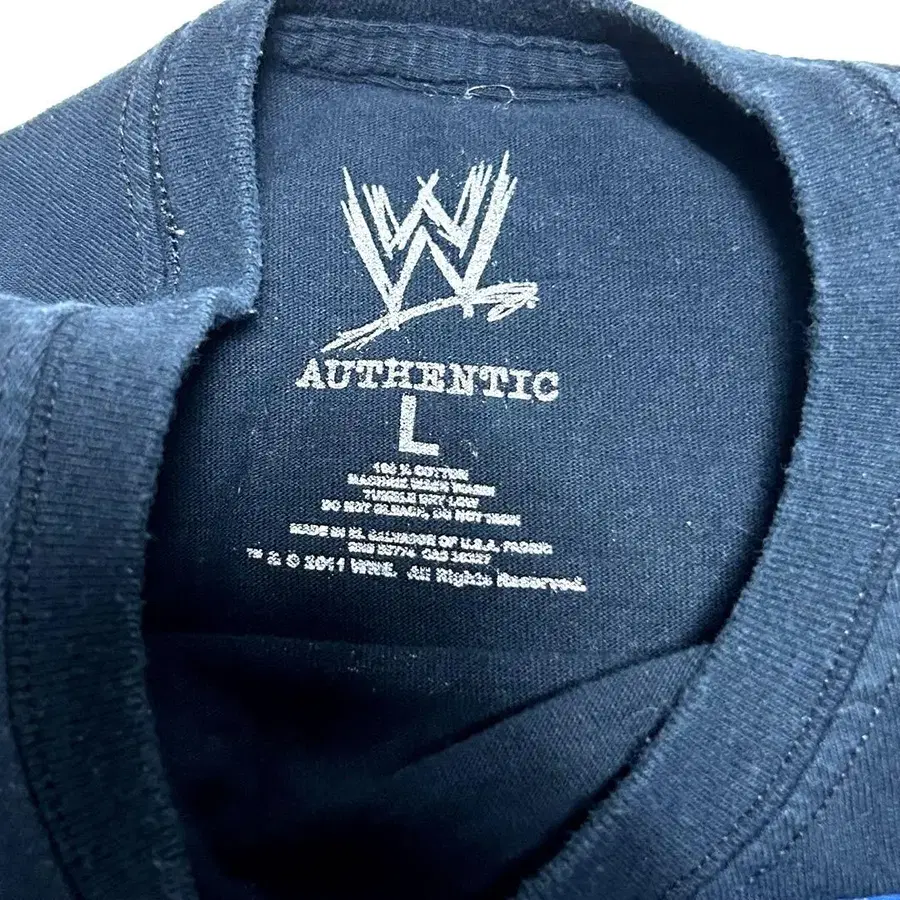 W
AUTHENTIC
L
100 % COTTON
MACHINE WASH WARM
TUMBLE DRY LOW
DO NOT BLEACH, DO NOT IRON
MADE IN EL SALVADOR OF U.S.A. FABRIC
™ & © 2011 WWE. All Rights Reserved.